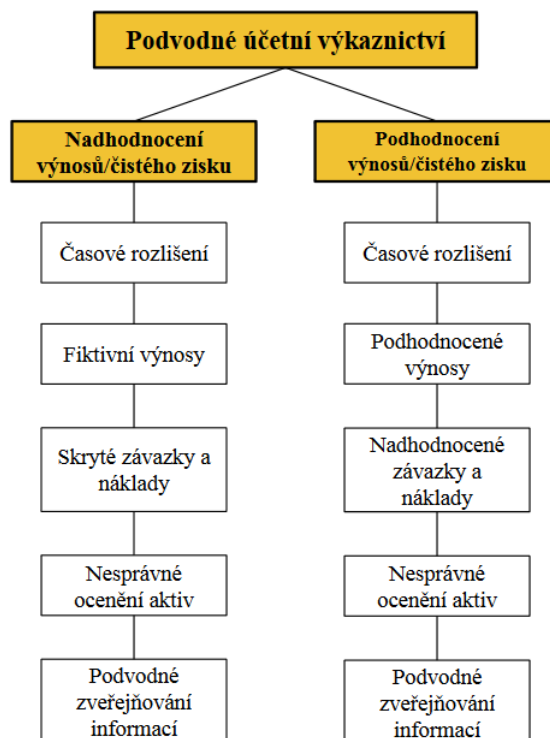 Podvodné účetní výkaznictví
Nadhodnocení
výnosů/čistého zisku
Časové rozlišení
Fiktivní výnosy
Skryté závazky a
náklady
Nesprávné
ocenění aktiv
Podvodné
zveřejňování
informací
Podhodnocení
výnosů/čistého zisku
Časové rozlišení
Podhodnocené
výnosy
Nadhodnocené
závazky a
náklady
Nesprávné
ocenění aktiv
Podvodné
zveřejňování
informací